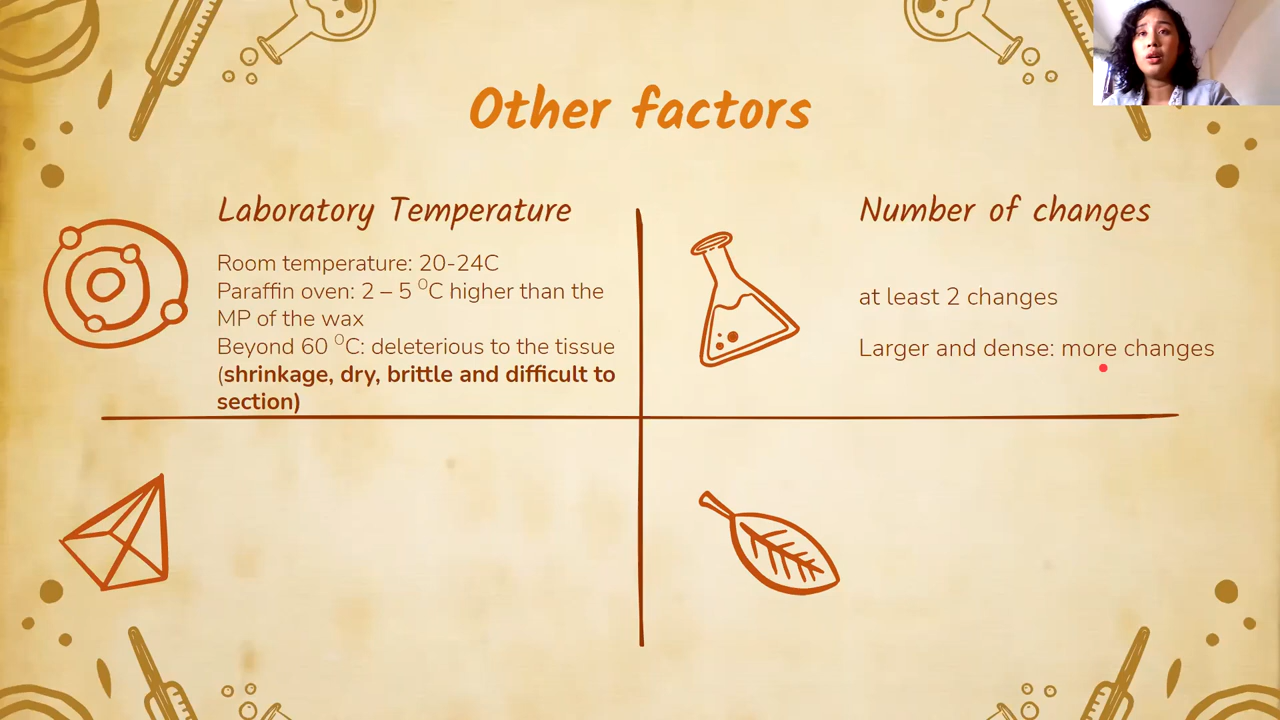 Other factors
Laboratory Temperature
Room temperature: 20-24C
Paraffin oven: 2 – 5 ᴼC higher than the
MP of the wax
Beyond 60 ᴼC: deleterious to the tissue
(shrinkage, dry, brittle and difficult to
section)
Number of changes
at least 2 changes
Larger and dense: more changes